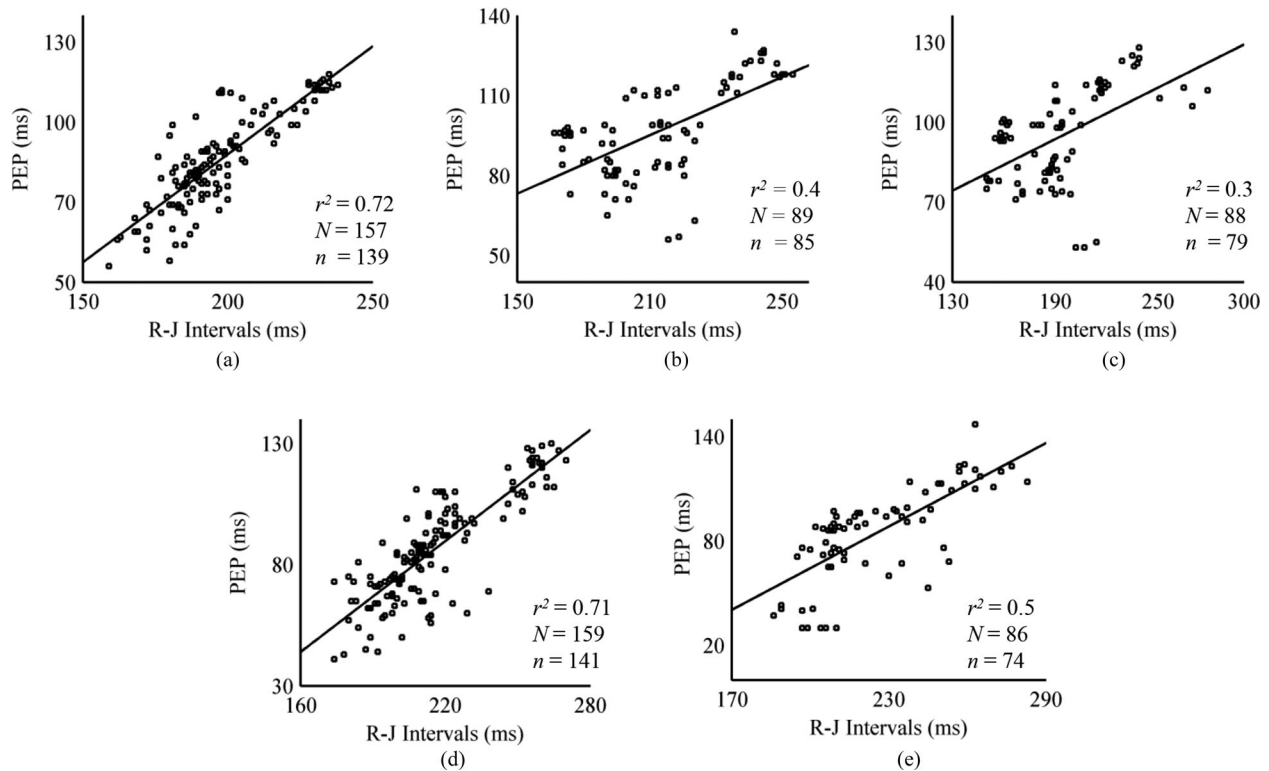 130
100
70
50
PEP (ms)
r² = 0.72
N = 157
n = 139
150
200
250
R-J Intervals (ms)
(a)
140
110
80
50
PEP (ms)
r² = 0.4
N = 89
n = 85
150
210
250
R-J Intervals (ms)
(b)
130
100
70
40
PEP (ms)
r² = 0.3
N = 88
n = 79
130
190
250
300
R-J Intervals (ms)
(c)
130
80
30
PEP (ms)
r² = 0.71
N = 159
n = 141
160
220
280
R-J Intervals (ms)
(d)
140
80
20
PEP (ms)
r² = 0.5
N = 86
n = 74
170
230
290
R-J Intervals (ms)
(e)